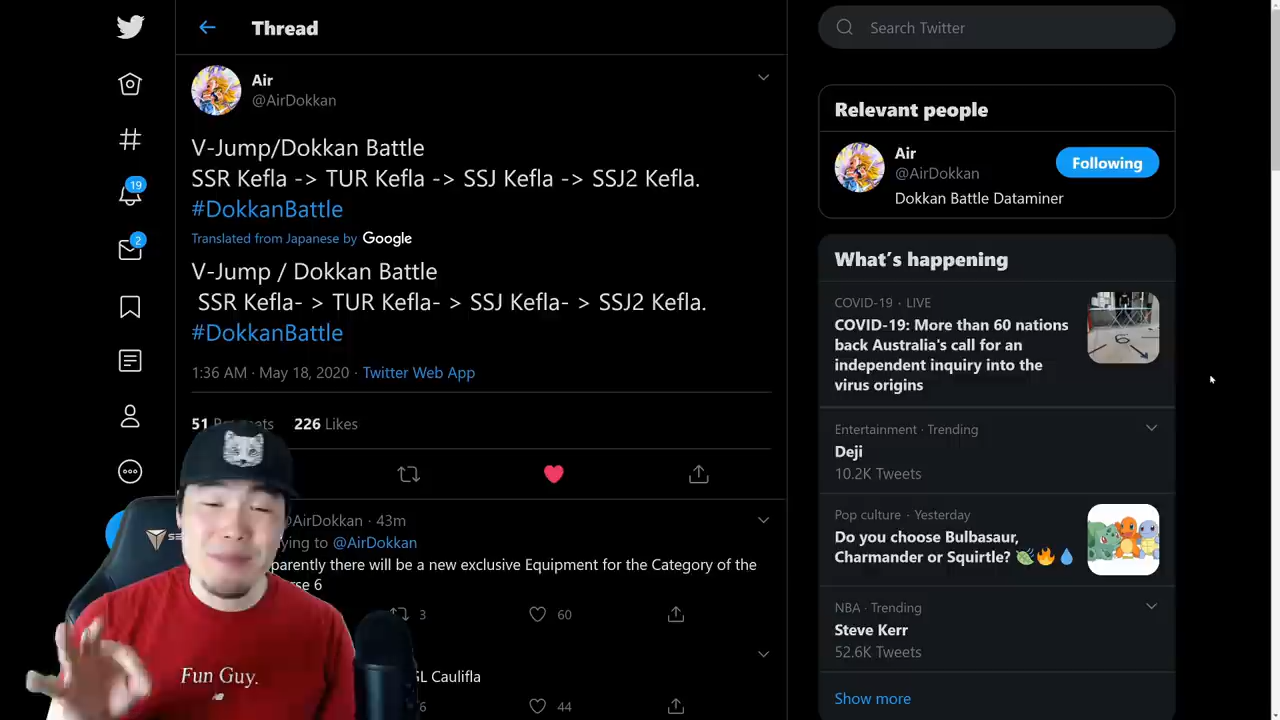 Thread
Search Twitter
Air
@AirDokkan
V-Jump/Dokkan Battle
SSR Kefla -> TUR Kefla -> SSJ Kefla -> SSJ2 Kefla.
#DokkanBattle
Translated from Japanese by Google
V-Jump / Dokkan Battle
SSR Kefla- > TUR Kefla- > SSJ Kefla- > SSJ2 Kefla.
#DokkanBattle
1:36 AM · May 18, 2020 · Twitter Web App
51 226 Likes
@AirDokkan · 43m
@AirDokkan
there will be a new exclusive Equipment for the Category of the
6
3 60
Caulifla
6 44
19
2
Relevant people
Air
@AirDokkan
Following
Dokkan Battle Dataminer
What's happening
COVID-19 · LIVE
COVID-19: More than 60 nations
back Australia's call for an
independent inquiry into the
virus origins
Entertainment · Trending
Deji
10.2K Tweets
Pop culture · Yesterday
Do you choose Bulbasaur,
Charmander or Squirtle? 🍃🔥💧
NBA · Trending
Steve Kerr
52.6K Tweets
Show more
Fun Guy.